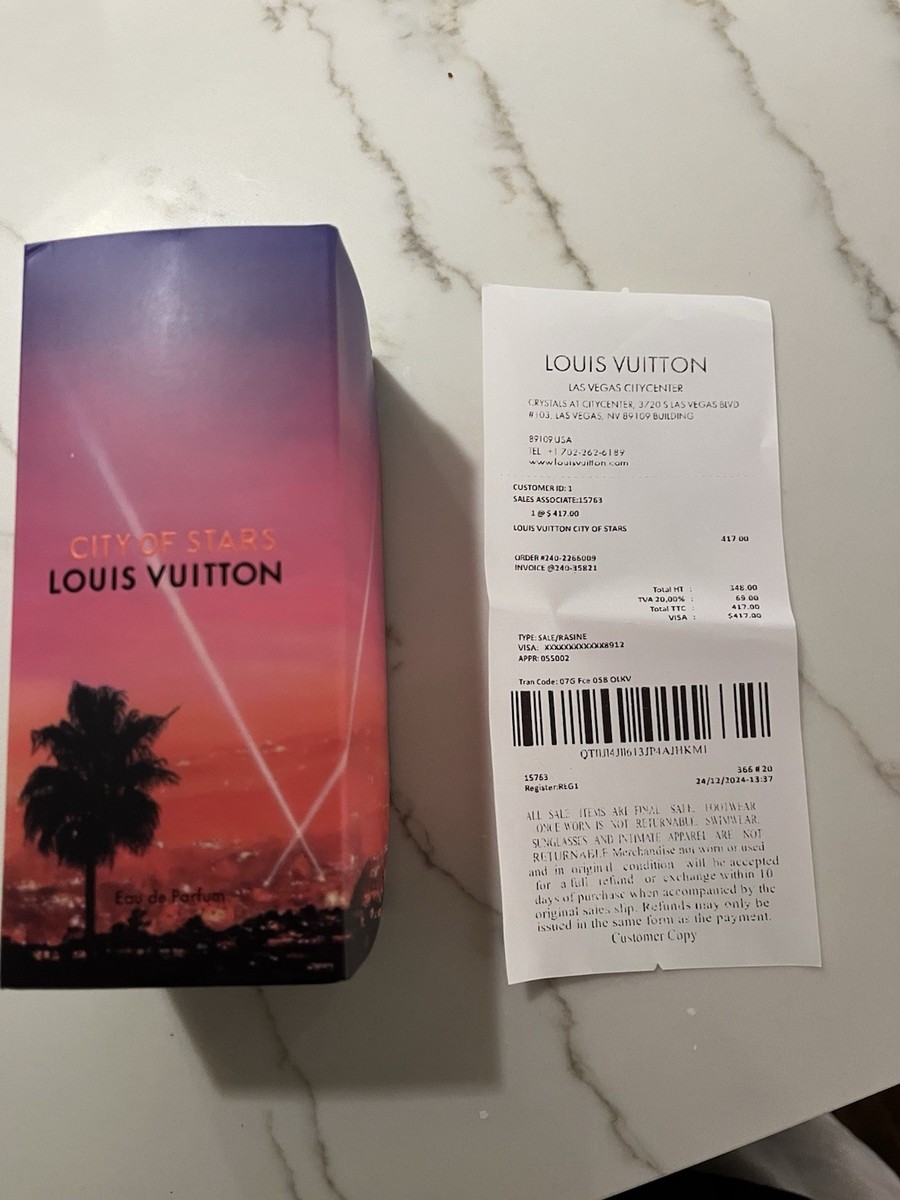 CITY OF STARS
LOUIS VUITTON
Eau de Parfum
LOUIS VUITTON
LAS VEGAS CITYCENTER
CRYSTALS AT CITYCENTER, 3720 S LAS VEGAS BLVD
#103, LAS VEGAS, NV 89109 BUILDING
89109 USA
TEL +1 702-262-6189
www.louisvuitton.com
CUSTOMER ID: 1
SALES ASSOCIATE:15763
1 @ $ 417.00
LOUIS VUITTON CITY OF STARS
417.00
ORDER #240-2266009
INVOICE @240-35821
Total HT : 348.00
TVA 20,00% : 69.00
Total TTC : 417.00
VISA : $417.00
TYPE: SALE/RASINE
VISA: XXXXXXXXXXXX8912
APPR: 055002
Tran Code: 07G Fce 05B OLKV
15763 366 # 20
Register:REG1 24/12/2024-13:37
ALL SALE ITEMS ARE FINAL SALE. FOOTWEAR
ONCE WORN IS NOT RETURNABLE. SWIMWEAR,
SUNGLASSES AND INTIMATE APPAREL ARE NOT
RETURNABLE Merchandise not worn or used
and in original condition will be accepted
for a full refund or exchange within 10
days of purchase when accompanied by the
original sales slip. Refunds may only be
issued in the same form as the payment.
Customer Copy